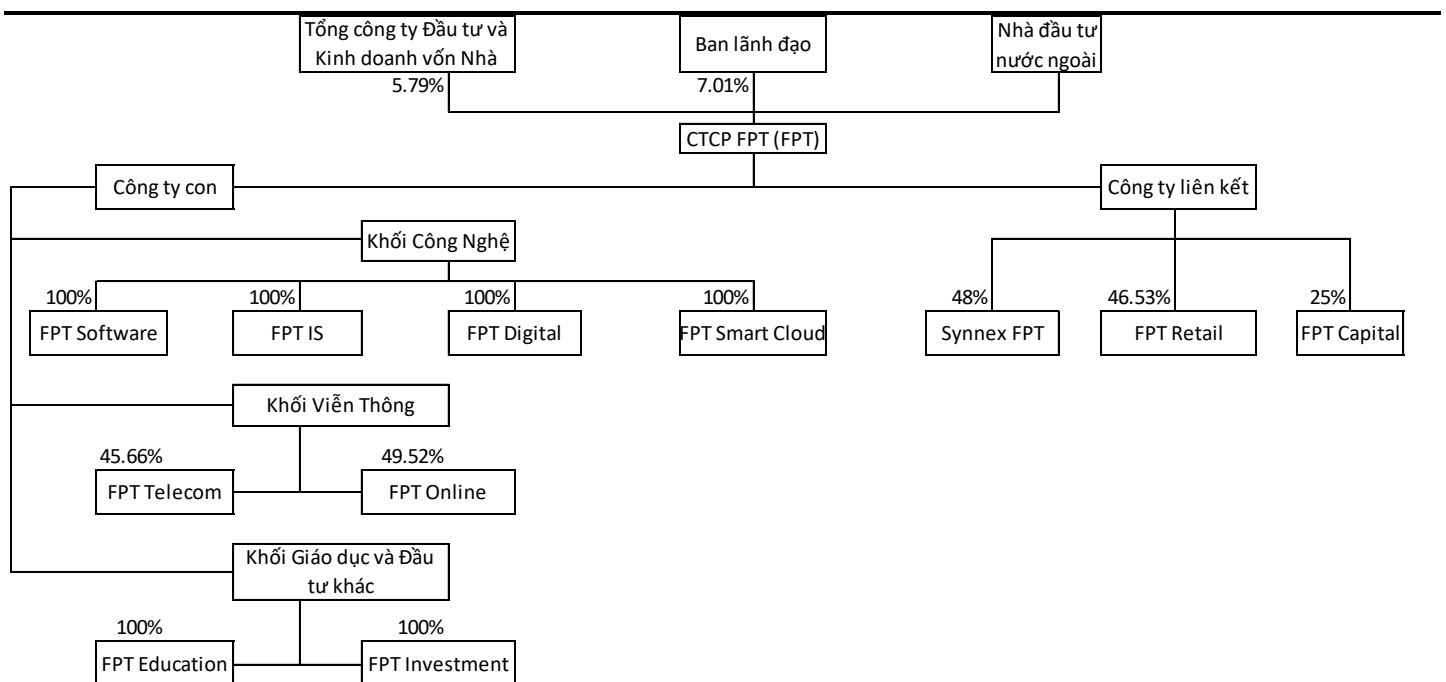 Tổng công ty Đầu tư và
Kinh doanh vốn Nhà
Ban lãnh đạo
Nhà đầu tư
nước ngoài
5.79%
7.01%
CTCP FPT (FPT)
Công ty con
Công ty liên kết
Khối Công Nghệ
100%
100%
100%
100%
48%
46.53%
25%
FPT Software
FPT IS
FPT Digital
FPT Smart Cloud
Synnex FPT
FPT Retail
FPT Capital
Khối Viễn Thông
45.66%
49.52%
FPT Telecom
FPT Online
Khối Giáo dục và Đầu
tư khác
100%
100%
FPT Education
FPT Investment